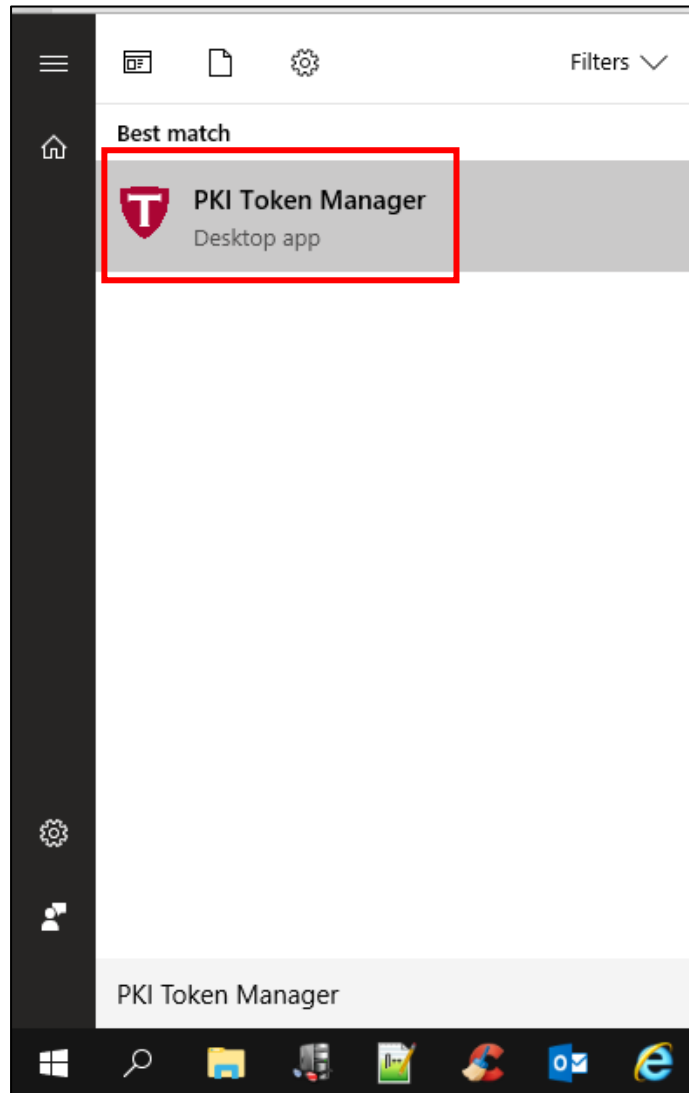 Filters
Best match
T
PKI Token Manager
Desktop app
PKI Token Manager